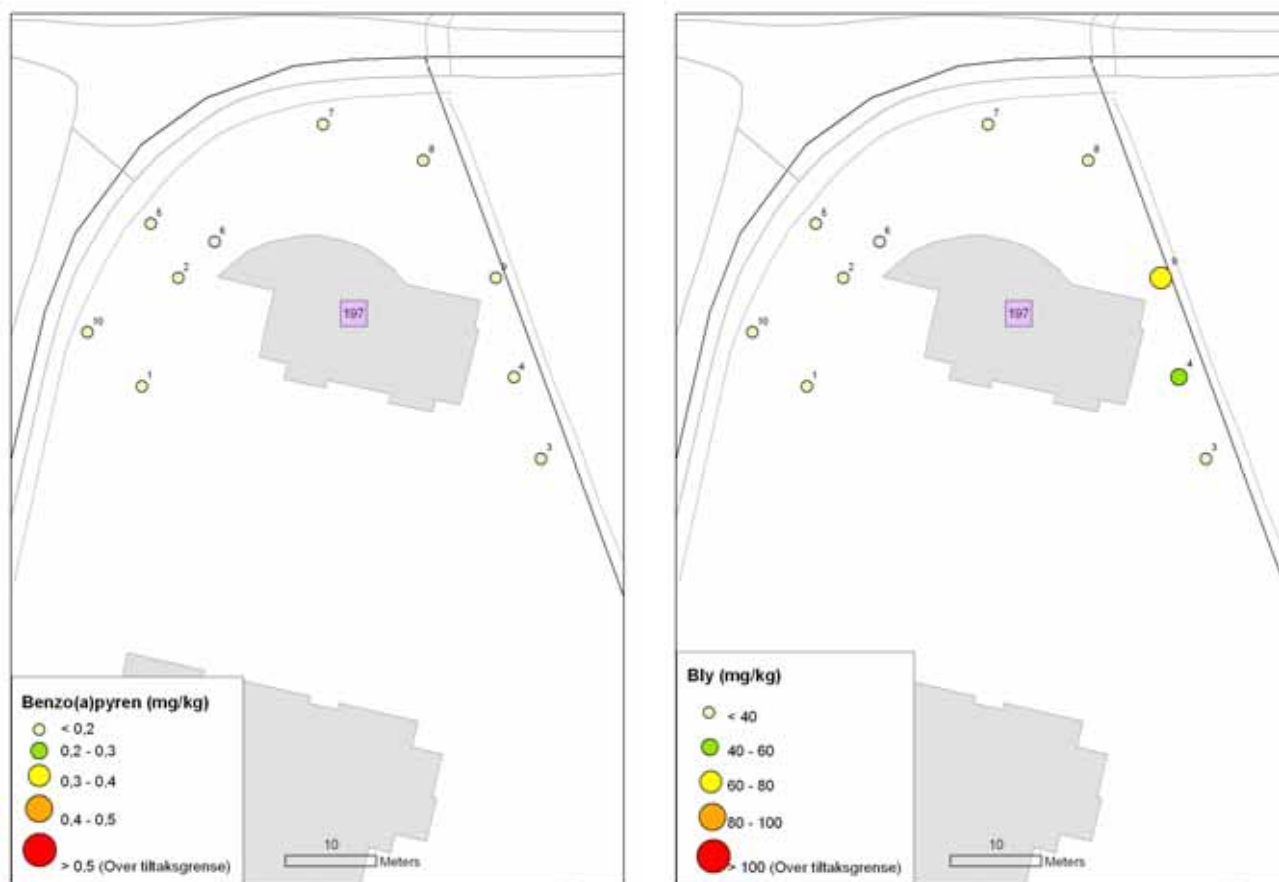 7
8
5
6
2
9
197
10
4
1
3
Benzo(a)pyren (mg/kg)
< 0,2
0,2 - 0,3
0,3 - 0,4
0,4 - 0,5
> 0,5 (Over tiltaksgrense)
10
Meters
7
8
5
6
9
2
197
10
4
1
3
Bly (mg/kg)
< 40
40 - 60
60 - 80
80 - 100
> 100 (Over tiltaksgrense)
10
Meters